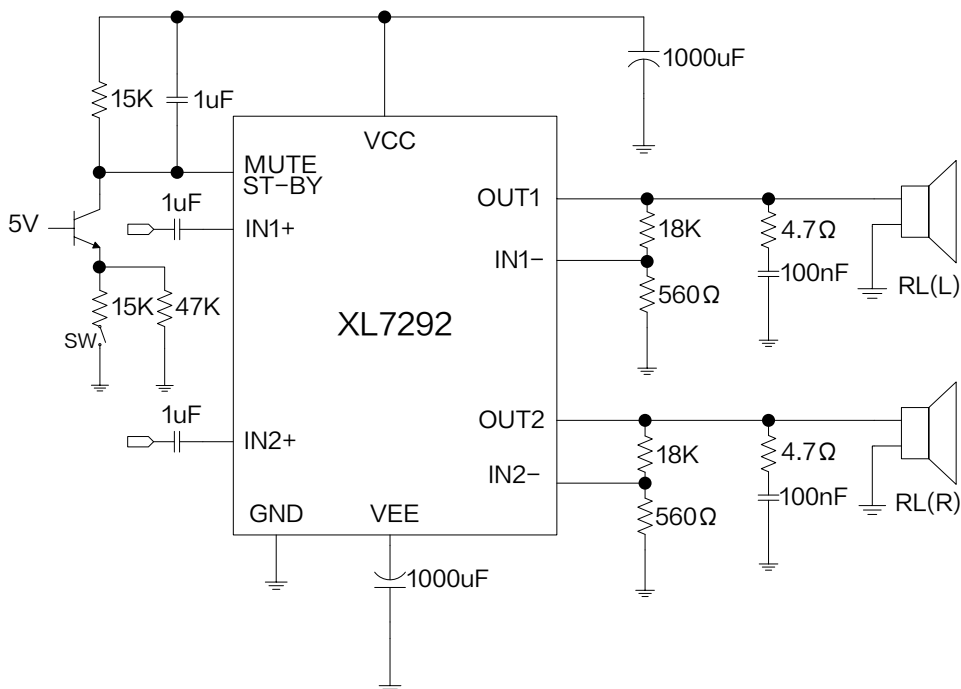 1000uF
15K
1uF
VCC
MUTE
ST-BY
1uF
OUT1
5V
IN1+
18K
4.7Ω
IN1-
100nF
15K
47K
560Ω
RL(L)
XL7292
SW
1uF
OUT2
IN2+
18K
4.7Ω
IN2-
100nF
GND
VEE
560Ω
RL(R)
1000uF